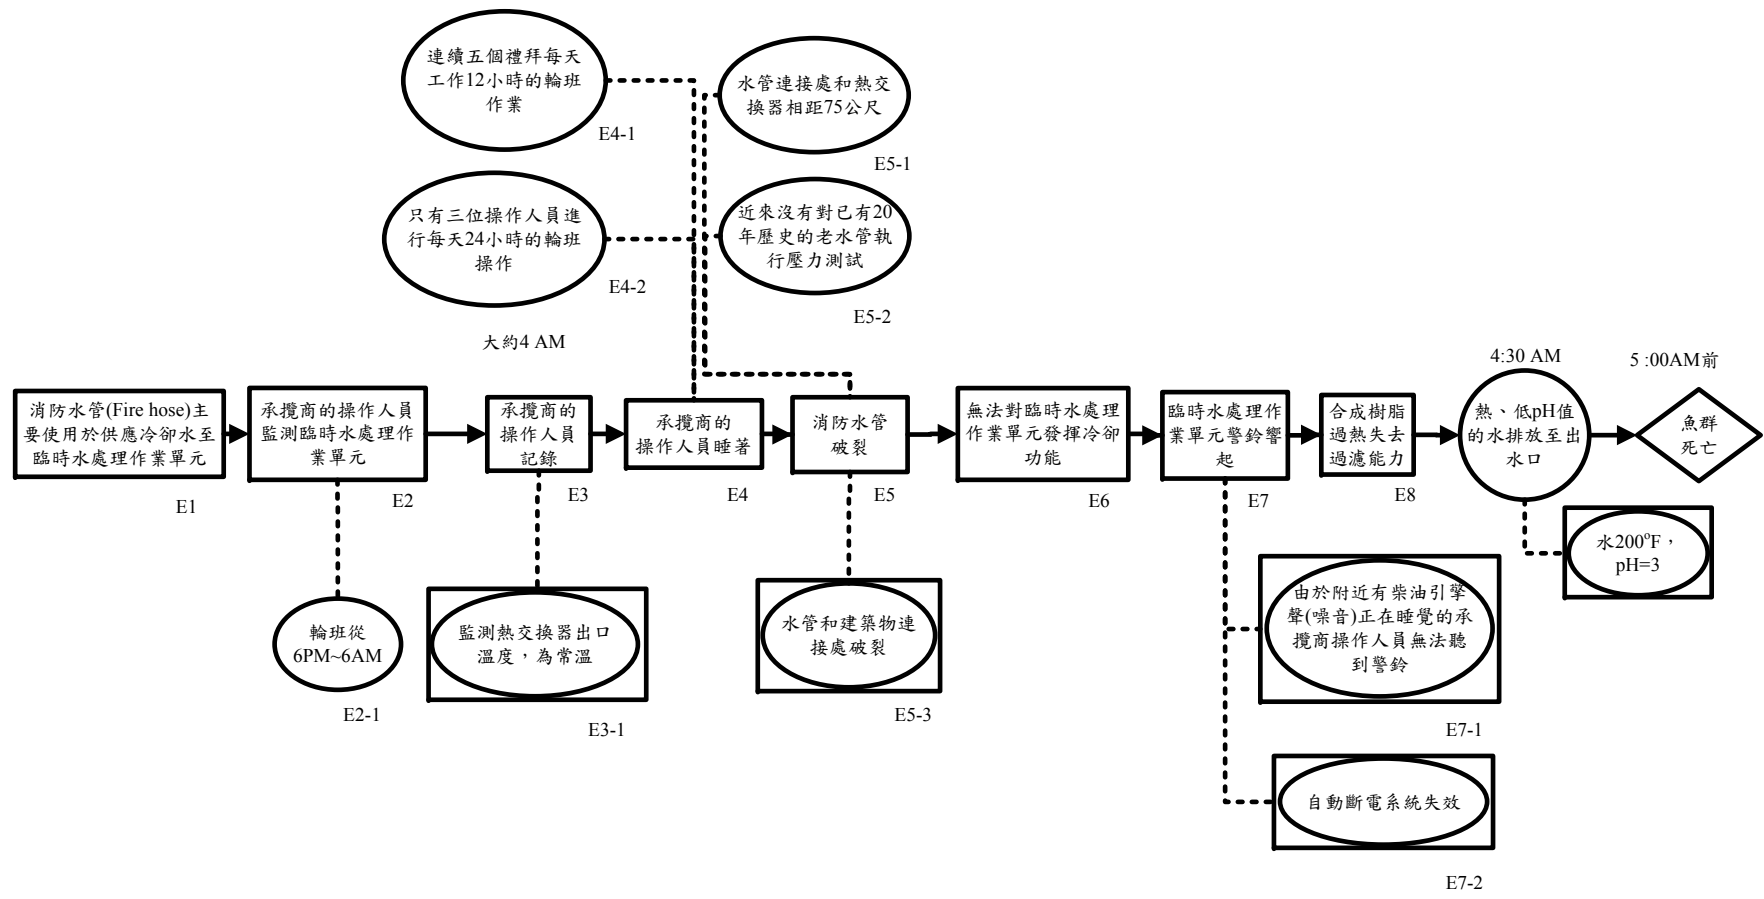 連續五個禮拜每天
工作12小時的輪班
作業
E4-1
水管連接處和熱交
換器相距75公尺
E5-1
只有三位操作人員進
行每天24小時的輪班
操作
E4-2
近來沒有對已有20
年歷史的老水管執
行壓力測試
E5-2
大約4 AM
4:30 AM
5 :00AM前
消防水管(Fire hose)主
要使用於供應冷卻水至
臨時水處理作業單元
E1
承攬商的操作人員
監測臨時水處理作
業單元
E2
承攬商的
操作人員
記錄
E3
承攬商的
操作人員睡著
E4
消防水管
破裂
E5
無法對臨時水處理
作業單元發揮冷卻
功能
E6
臨時水處理作
業單元警鈴響
起
E7
合成樹脂
過熱失去
過濾能力
E8
熱、低pH值
的水排放至出
水口
魚群
死亡
輪班從
6PM~6AM
E2-1
監測熱交換器出口
溫度，為常溫
E3-1
水管和建築物連
接處破裂
E5-3
由於附近有柴油引擎
聲(噪音)正在睡覺的承
攬商操作人員無法聽
到警鈴
E7-1
水200°F，
pH=3
自動斷電系統失效
E7-2